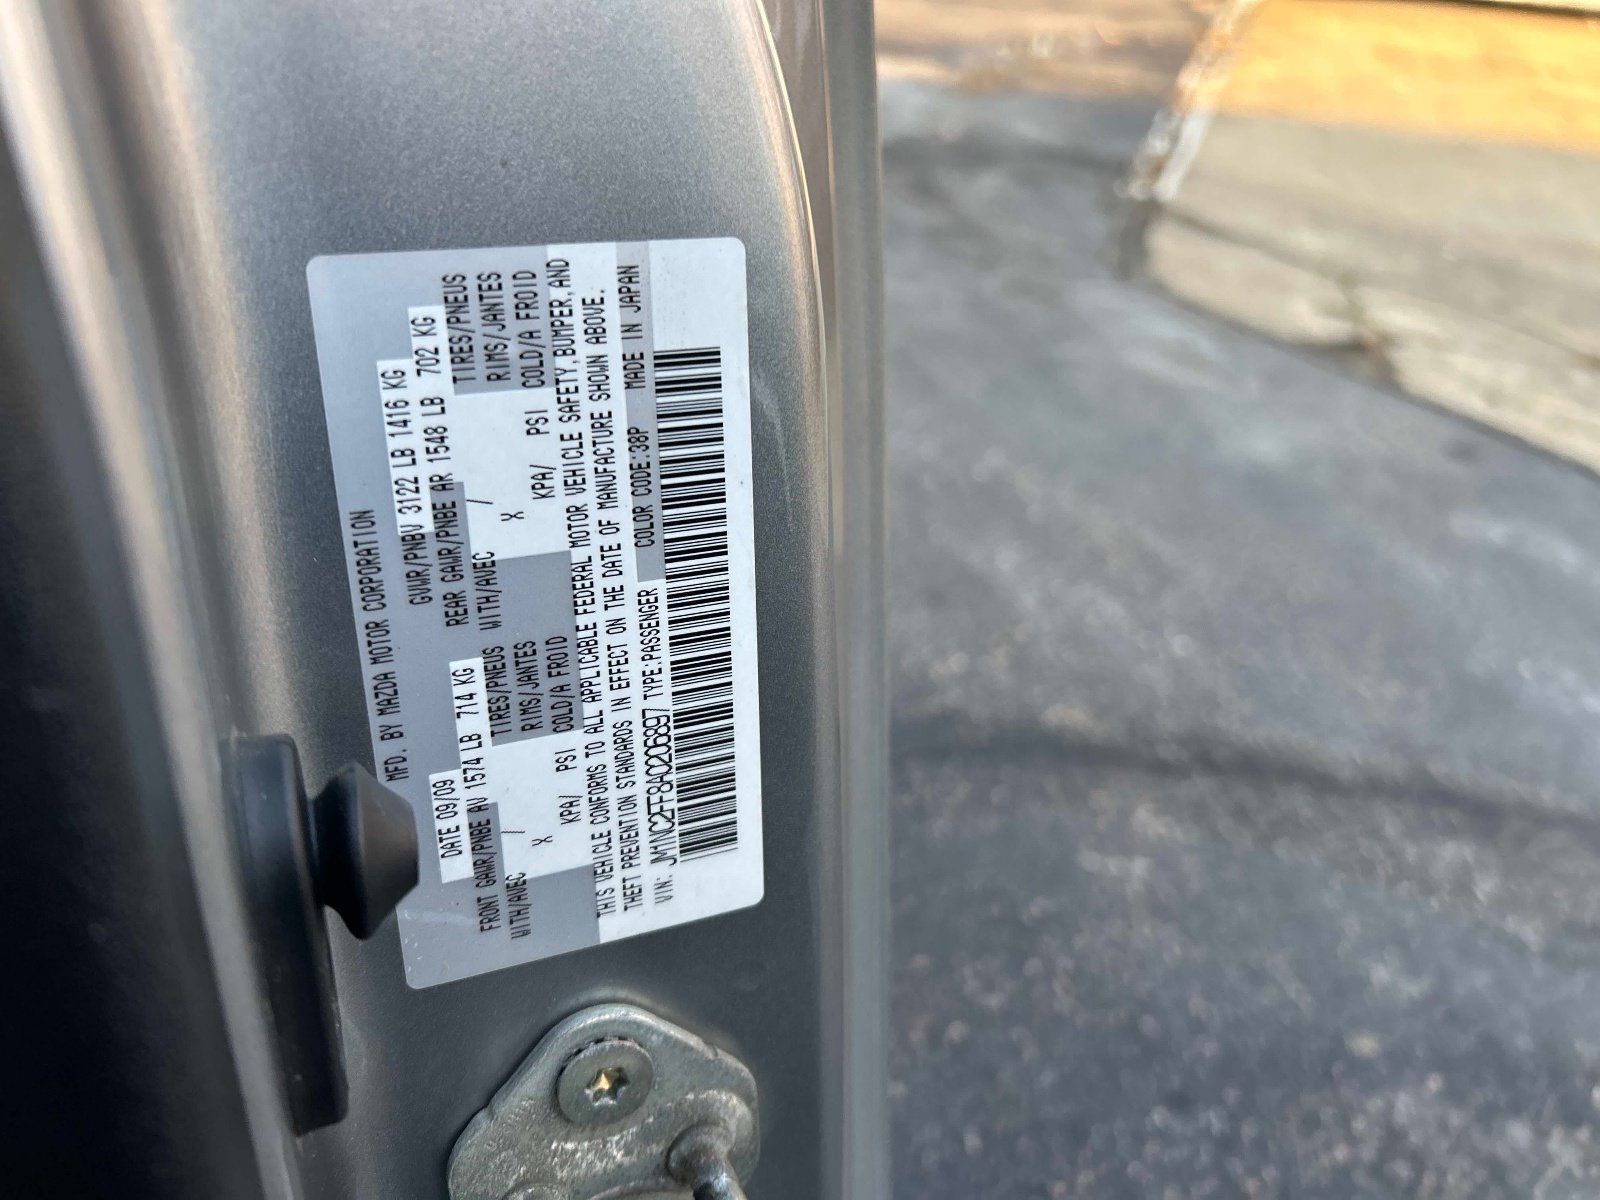 MFD. BY MAZDA MOTOR CORPORATION
DATE 09/09 GVWR/PNBV 3122 LB 1416 KG
FRONT GAWR/PNBE AV 1574 LB 714 KG REAR GAWR/PNBE AR 1548 LB 702 KG
WITH/AVEC / TIRES/PNEUS WITH/AVEC / TIRES/PNEUS
X RIMS/JANTES X RIMS/JANTES
KPA/ PSI COLD/A FROID KPA/ PSI COLD/A FROID
THIS VEHICLE CONFORMS TO ALL APPLICABLE FEDERAL MOTOR VEHICLE SAFETY,BUMPER,AND
THEFT PREVENTION STANDARDS IN EFFECT ON THE DATE OF MANUFACTURE SHOWN ABOVE.
VIN: JM1NC2FF8A0206897 TYPE:PASSENGER COLOR CODE:38P MADE IN JAPAN